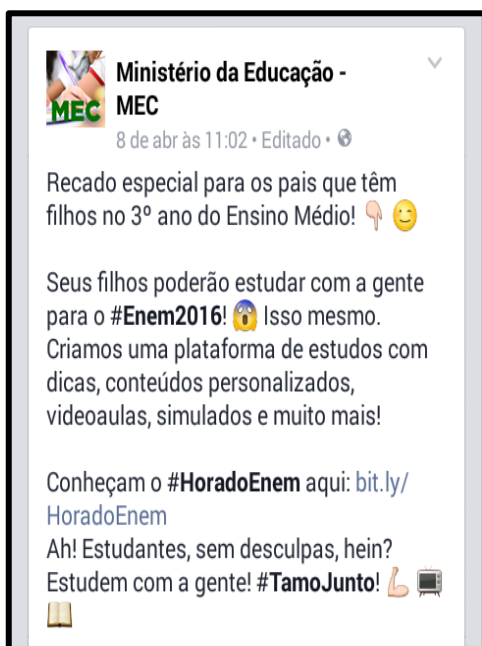 MEC
Ministério da Educação -
MEC
8 de abr às 11:02 • Editado •
Recado especial para os pais que têm
filhos no 3º ano do Ensino Médio! 👇 😉
Seus filhos poderão estudar com a gente
para o #Enem2016! 😱 Isso mesmo.
Criamos uma plataforma de estudos com
dicas, conteúdos personalizados,
videoaulas, simulados e muito mais!
Conheçam o #HoradoEnem aqui: bit.ly/
HoradoEnem
Ah! Estudantes, sem desculpas, hein?
Estudem com a gente! #TamoJunto! 💪 📺
📖